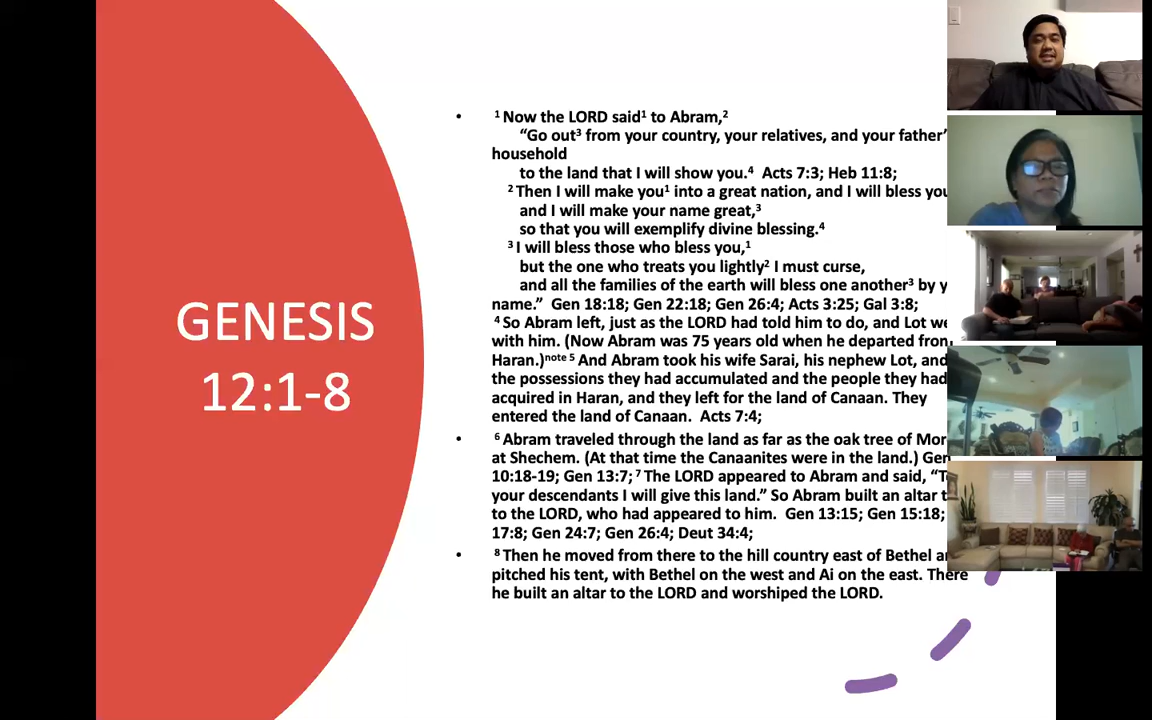 GENESIS
12:1-8
• ¹ Now the LORD said¹ to Abram,²
“Go out³ from your country, your relatives, and your father’
household
to the land that I will show you.⁴ Acts 7:3; Heb 11:8;
² Then I will make you¹ into a great nation, and I will bless you
and I will make your name great,³
so that you will exemplify divine blessing.⁴
³ I will bless those who bless you,¹
but the one who treats you lightly² I must curse,
and all the families of the earth will bless one another³ by y
name.” Gen 18:18; Gen 22:18; Gen 26:4; Acts 3:25; Gal 3:8;
⁴ So Abram left, just as the LORD had told him to do, and Lot we
with him. (Now Abram was 75 years old when he departed from
Haran.)note ⁵ And Abram took his wife Sarai, his nephew Lot, and
the possessions they had accumulated and the people they had
acquired in Haran, and they left for the land of Canaan. They
entered the land of Canaan. Acts 7:4;
• ⁶ Abram traveled through the land as far as the oak tree of Mor
at Shechem. (At that time the Canaanites were in the land.) Gen
10:18-19; Gen 13:7; ⁷ The LORD appeared to Abram and said, “To
your descendants I will give this land.” So Abram built an altar t
to the LORD, who had appeared to him. Gen 13:15; Gen 15:18;
17:8; Gen 24:7; Gen 26:4; Deut 34:4;
• ⁸ Then he moved from there to the hill country east of Bethel a
pitched his tent, with Bethel on the west and Ai on the east. There
he built an altar to the LORD and worshiped the LORD.